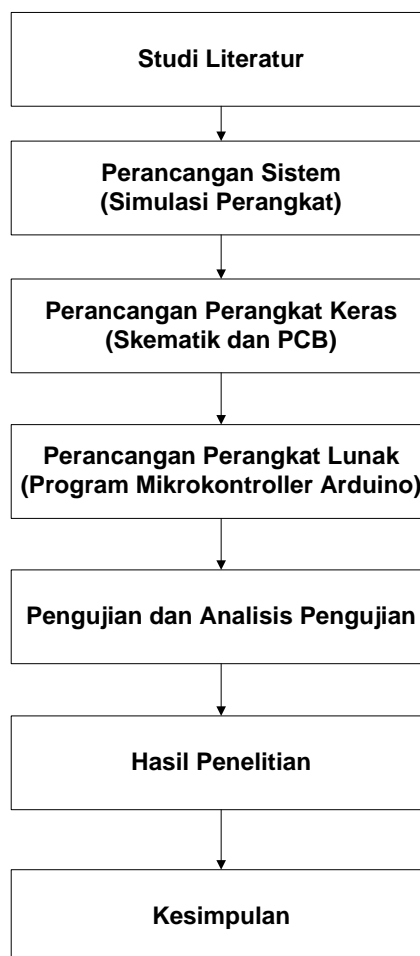 Studi Literatur
Perancangan Sistem
(Simulasi Perangkat)
Perancangan Perangkat Keras
(Skematik dan PCB)
Perancangan Perangkat Lunak
(Program Mikrokontroller Arduino)
Pengujian dan Analisis Pengujian
Hasil Penelitian
Kesimpulan